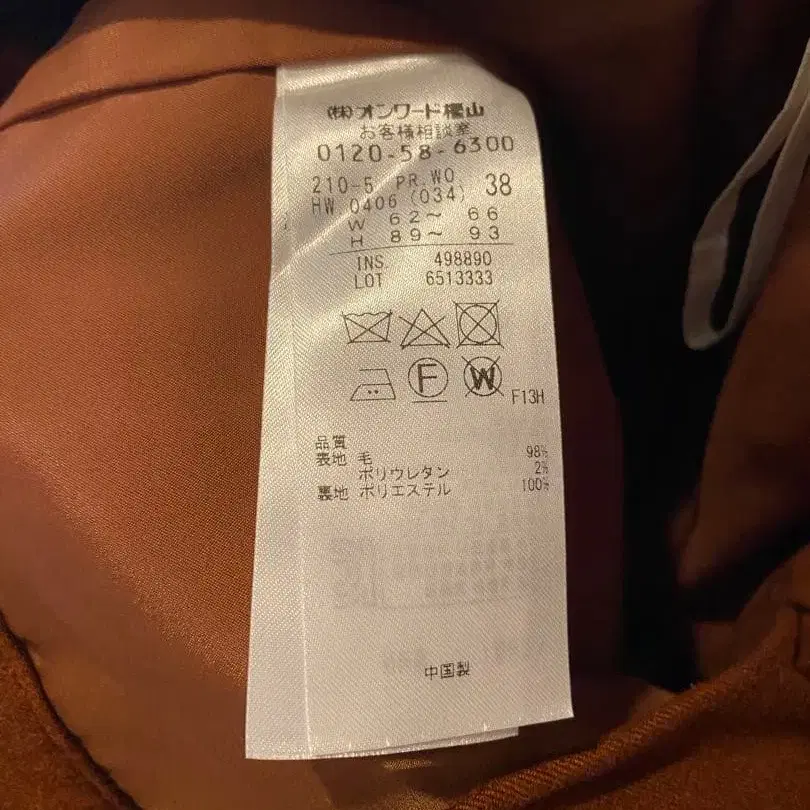 ㈱オンワード樫山
お客様相談室
0120-58-6300
210-5 PR.WO 38
HW 0406 (034)
W 62～ 66
H 89～ 93
INS. 498890
LOT 6513333
F W
F13H
品質
表地 毛 98%
ポリウレタン 2%
裏地 ポリエステル 100%
中国製